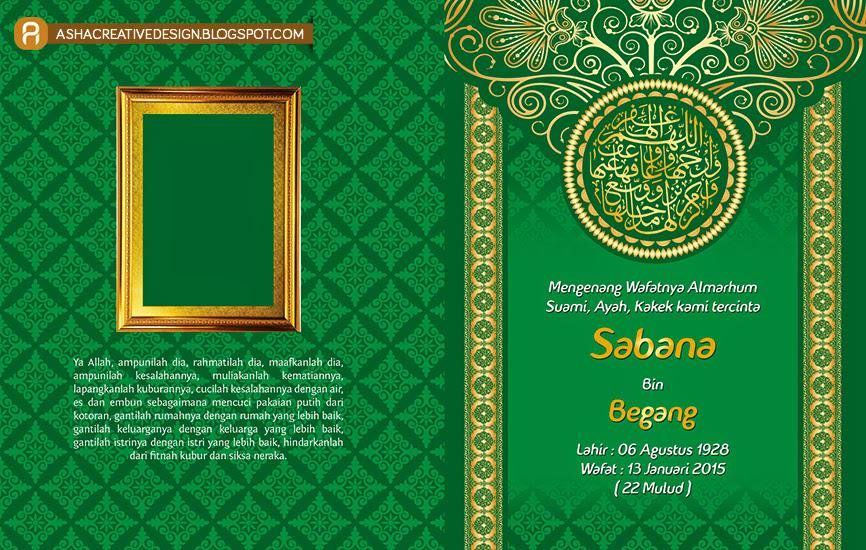 ASHACREATIVEDESIGN.BLOGSPOT.COM
Ya Allah, ampunilah dia, rahmatilah dia, maafkanlah dia,
ampunilah kesalahannya, muliakanlah kematiannya,
lapangkanlah kuburannya, cucilah kesalahannya dengan air,
es dan embun sebagaimana mencuci pakaian putih dari
kotoran, gantilah rumahnya dengan rumah yang lebih baik,
gantilah keluarganya dengan keluarga yang lebih baik,
gantilah istrinya dengan istri yang lebih baik, hindarkanlah
dari fitnah kubur dan siksa neraka.
Mengenang Wafatnya Almarhum
Suami, Ayah, Kakek kami tercinta
Sabana
Bin
Begang
Lahir : 06 Agustus 1928
Wafat : 13 Januari 2015
( 22 Mulud )